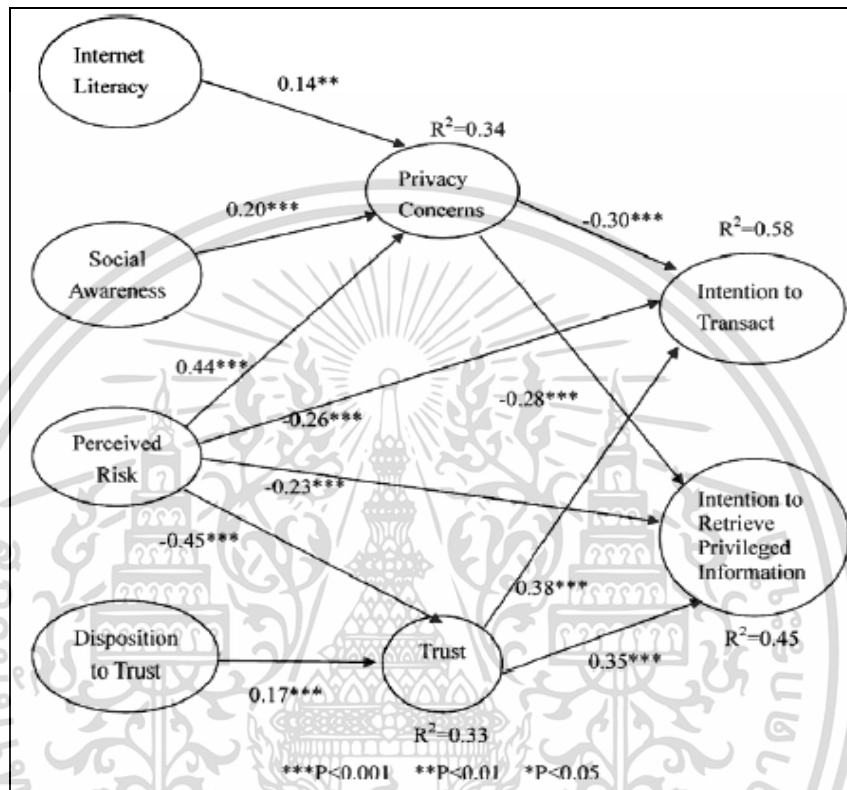 Internet
Literacy
0.14**
R²=0.34
Privacy
Concerns
0.20***
-0.30***
R²=0.58
Social
Awareness
Intention to
Transact
0.44***
-0.28***
-0.26***
Perceived
Risk
-0.23***
Intention to
Retrieve
Privileged
Information
-0.45***
0.38***
R²=0.45
Disposition
to Trust
Trust
0.35***
0.17***
R²=0.33
***P<0.001 **P<0.01 *P<0.05